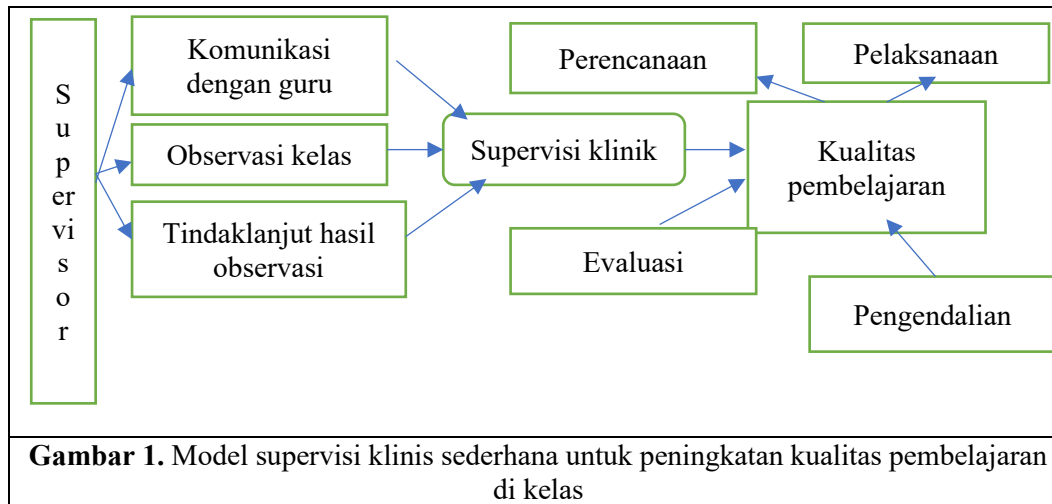 S
u
p
er
vi
s
o
r
Komunikasi
dengan guru
Observasi kelas
Tindaklanjut hasil
observasi
Supervisi klinik
Perencanaan
Pelaksanaan
Kualitas
pembelajaran
Evaluasi
Pengendalian
Gambar 1. Model supervisi klinis sederhana untuk peningkatan kualitas pembelajaran
di kelas